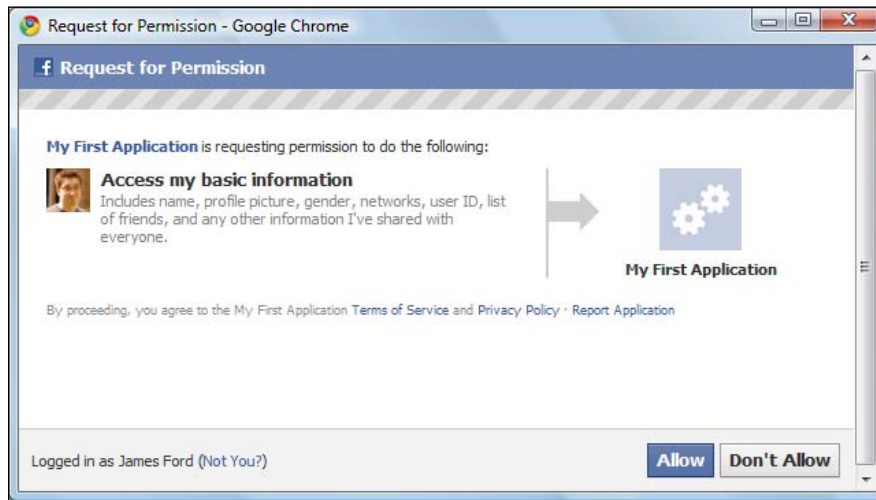 Request for Permission - Google Chrome
f Request for Permission
My First Application is requesting permission to do the following:
Access my basic information
Includes name, profile picture, gender, networks, user ID, list
of friends, and any other information I've shared with
everyone.
My First Application
By proceeding, you agree to the My First Application Terms of Service and Privacy Policy · Report Application
Logged in as James Ford (Not You?)
Allow
Don't Allow